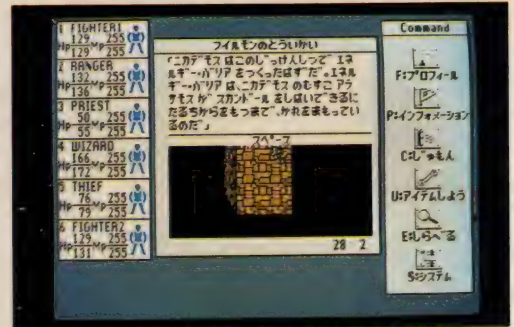 1 FIGHTER1
129 255
Hp 129 Mp 255
2 RANGER
132 255
Hp 136 Mp 255
3 PRIEST
50 255
Hp 55 Mp 255
4 WIZARD
166 255
Hp 172 Mp 255
5 THIEF
76 255
Hp 79 Mp 255
6 FIGHTER2
129 255
Hp 131 Mp 255
フイルモンのとういかい
「ニカデモス はこのじっけんしつで エネ
ルギー・バリア をつくったはずだ。エネル
ギー・バリア は、ニカデモス のむすこ アラ
サモス が スカンドール をしはいできるに
たるちからをもつまで、かれをまもってい
るのだ」
スペース
28 2
Command
F:プロフィール
P:インフォメーション
C:じゅもん
U:アイテムしよう
E:しらべる
S:システム